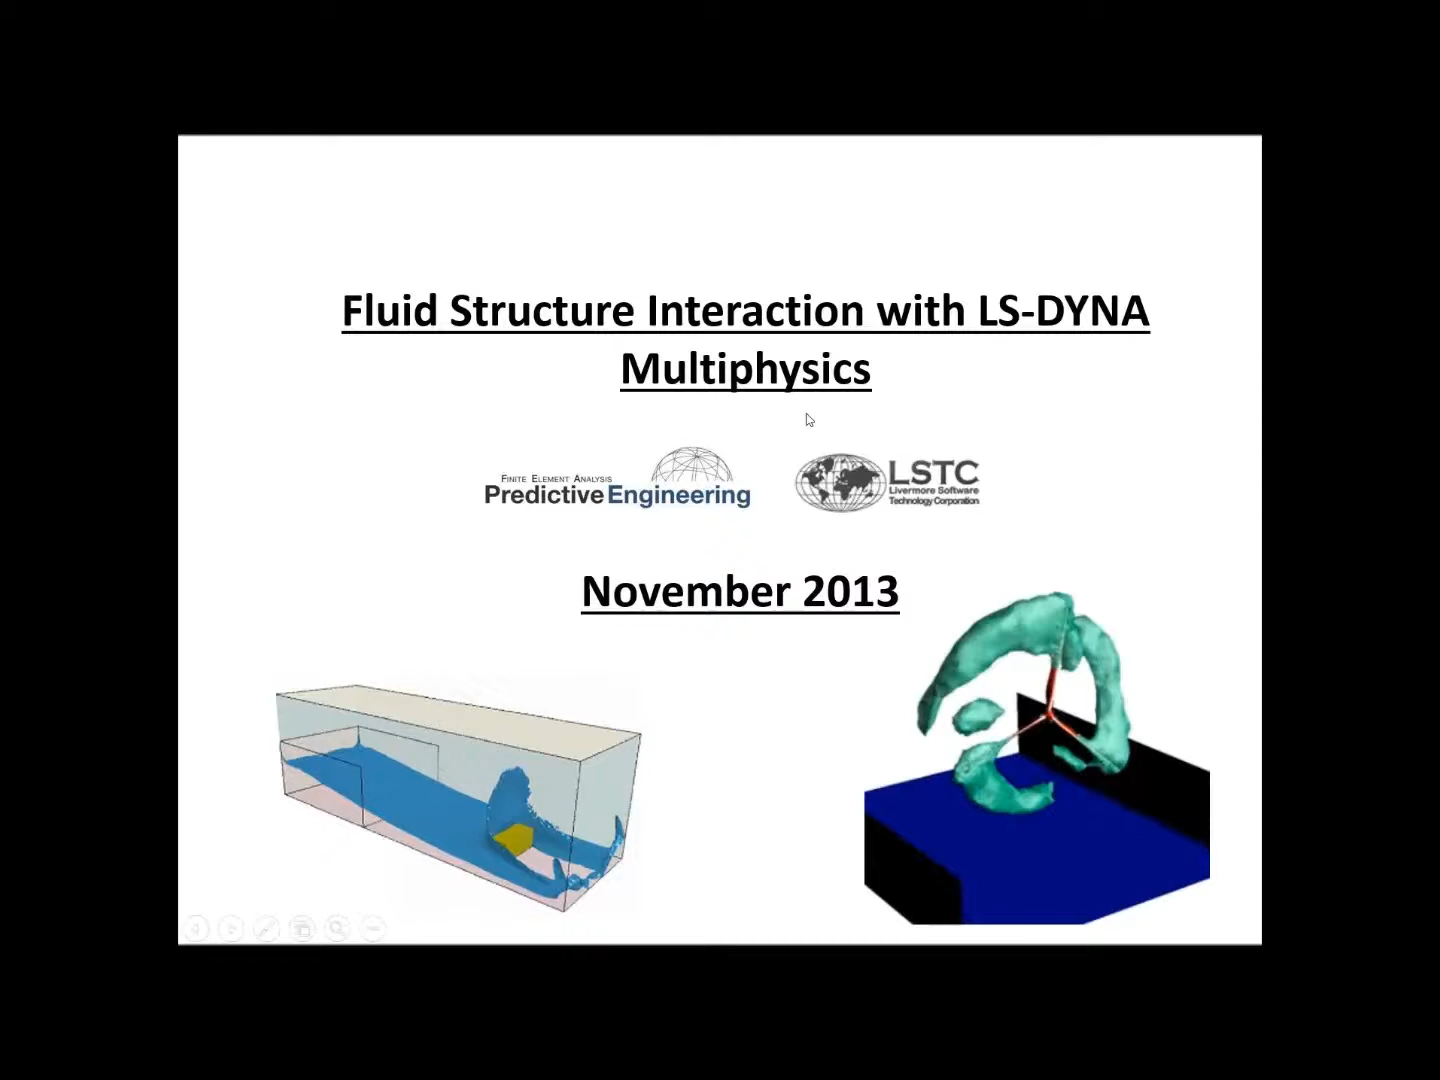 Fluid Structure Interaction with LS-DYNA
Multiphysics
FINITE ELEMENT ANALYSIS
Predictive Engineering
LSTC
Livermore Software
Technology Corporation
November 2013